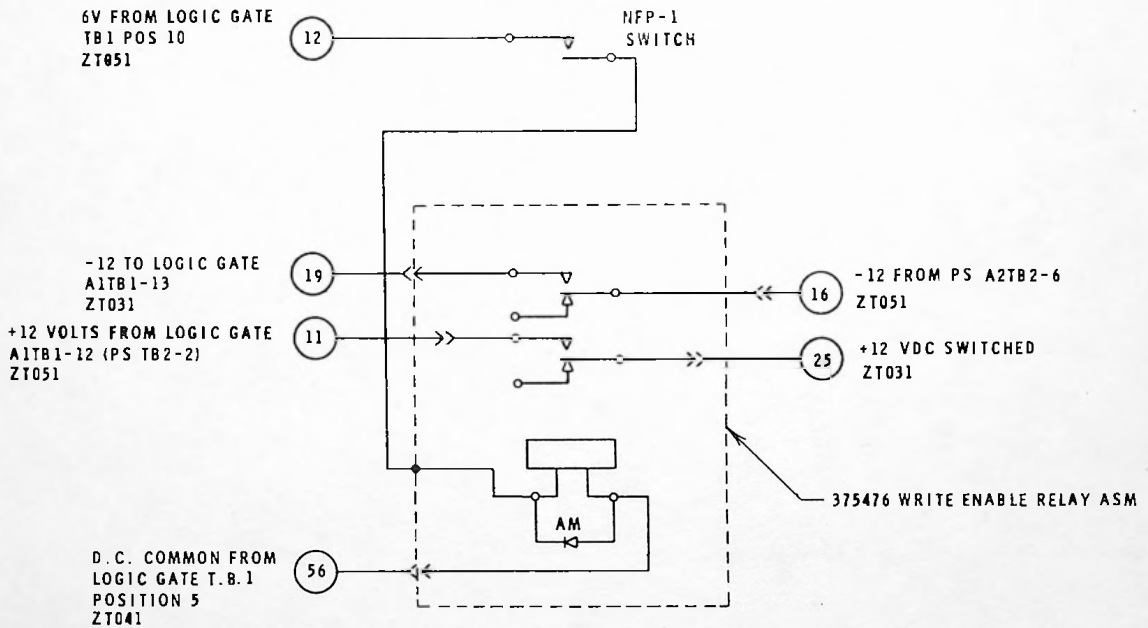 6V FROM LOGIC GATE
TB1 POS 10
ZT051
12
NFP-1
SWITCH
-12 TO LOGIC GATE
A1TB1-13
ZT031
19
16
-12 FROM PS A2TB2-6
ZT051
+12 VOLTS FROM LOGIC GATE
A1TB1-12 (PS TB2-2)
ZT051
11
25
+12 VDC SWITCHED
ZT031
375476 WRITE ENABLE RELAY ASM
AM
D.C. COMMON FROM
LOGIC GATE T.B.1
POSITION 5
ZT041
56